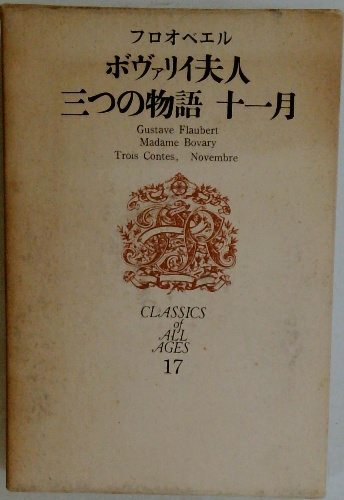 フロオベエル
ボヴァリイ夫人
三つの物語 十一月
Gustave Flaubert
Madame Bovary
Trois Contes, Novembre
CLASSICS
of
ALL
AGES
17